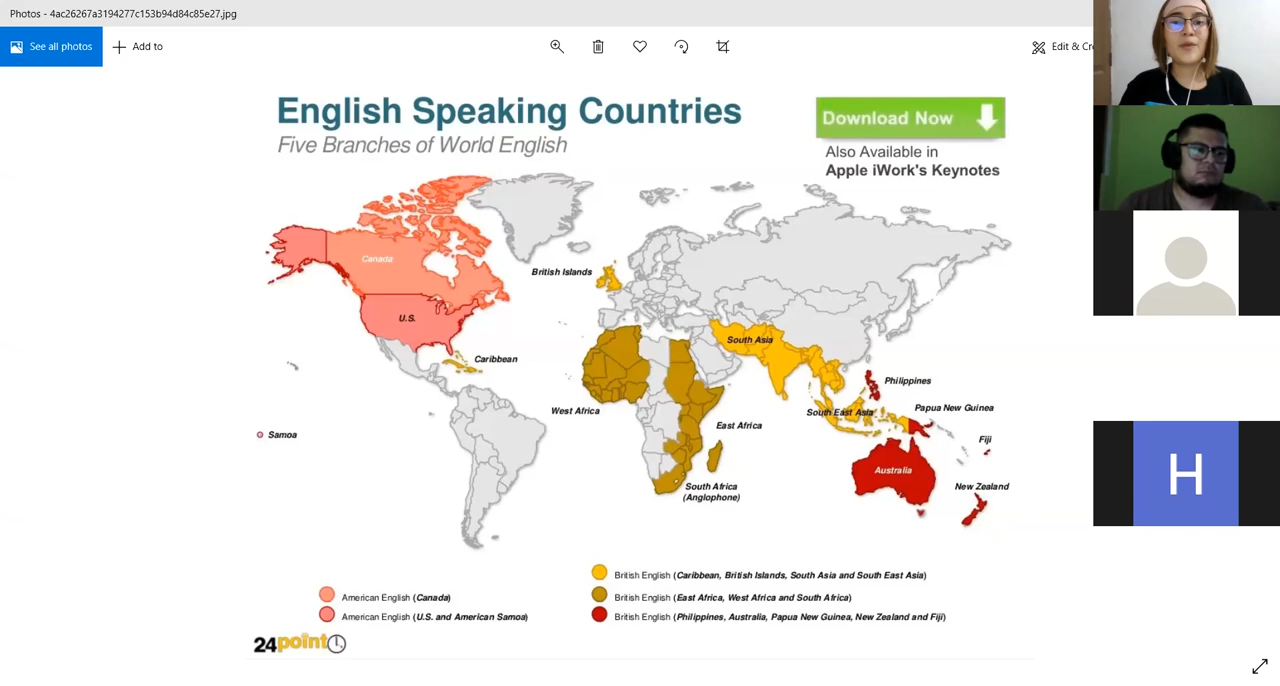 Photos - 4ac26267a3194277c153b94d84c85e27.jpg
See all photos
Add to
Edit & Cr
English Speaking Countries
Five Branches of World English
Download Now
Also Available in
Apple iWork's Keynotes
Canada
British Islands
U.S.
South Asia
Caribbean
Philippines
West Africa
South East Asia
Papua New Guinea
East Africa
Samoa
Fiji
Australia
South Africa
(Anglophone)
New Zealand
American English (Canada)
American English (U.S. and American Samoa)
British English (Caribbean, British Islands, South Asia and South East Asia)
British English (East Africa, West Africa and South Africa)
British English (Philippines, Australia, Papua New Guinea, New Zealand and Fiji)
24point
H